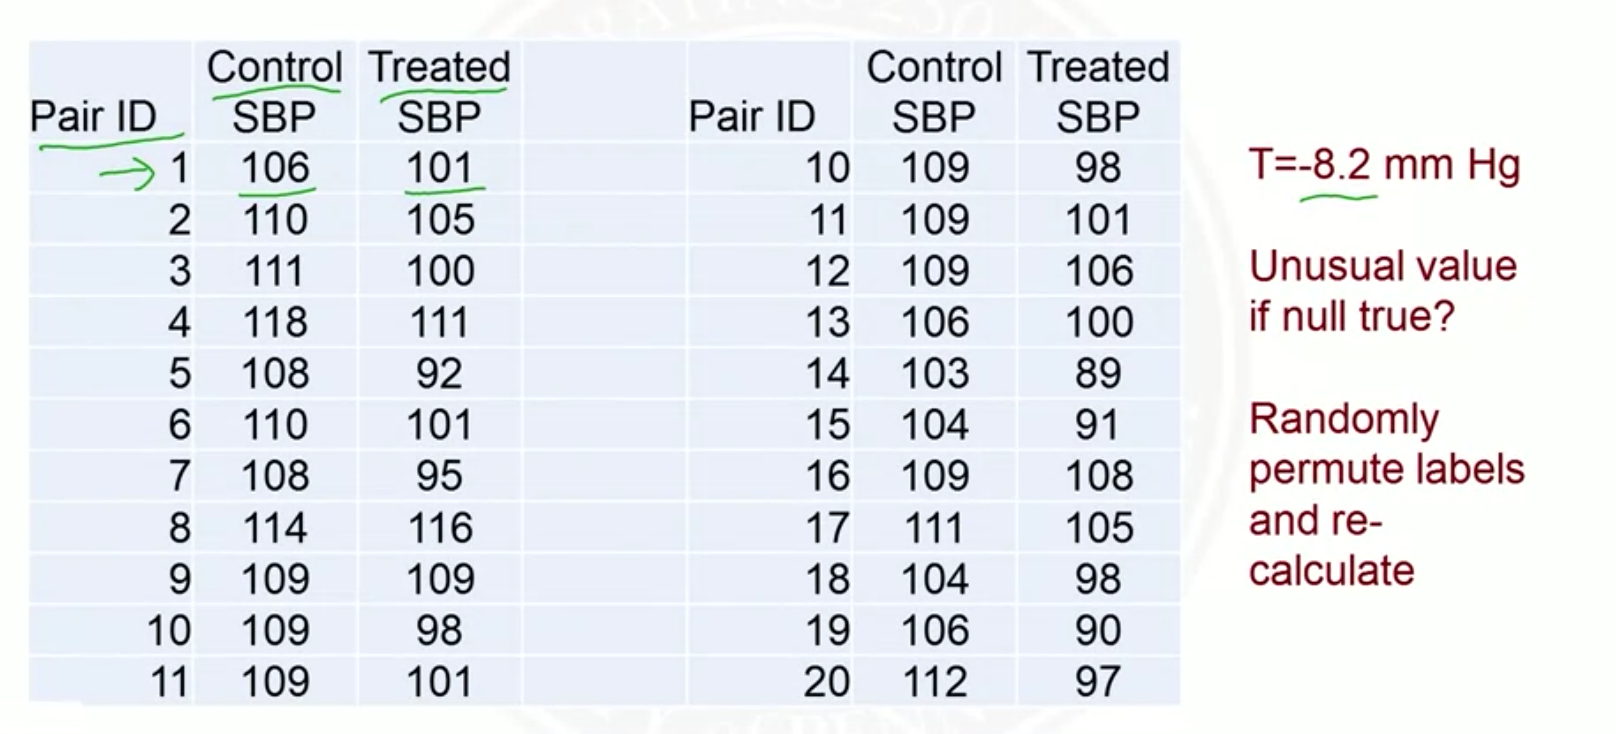 Control Treated Control Treated
Pair ID SBP SBP Pair ID SBP SBP
1 106 101 10 109 98
2 110 105 11 109 101
3 111 100 12 109 106
4 118 111 13 106 100
5 108 92 14 103 89
6 110 101 15 104 91
7 108 95 16 109 108
8 114 116 17 111 105
9 109 109 18 104 98
10 109 98 19 106 90
11 109 101 20 112 97
T=-8.2 mm Hg
Unusual value
if null true?
Randomly
permute labels
and re-
calculate